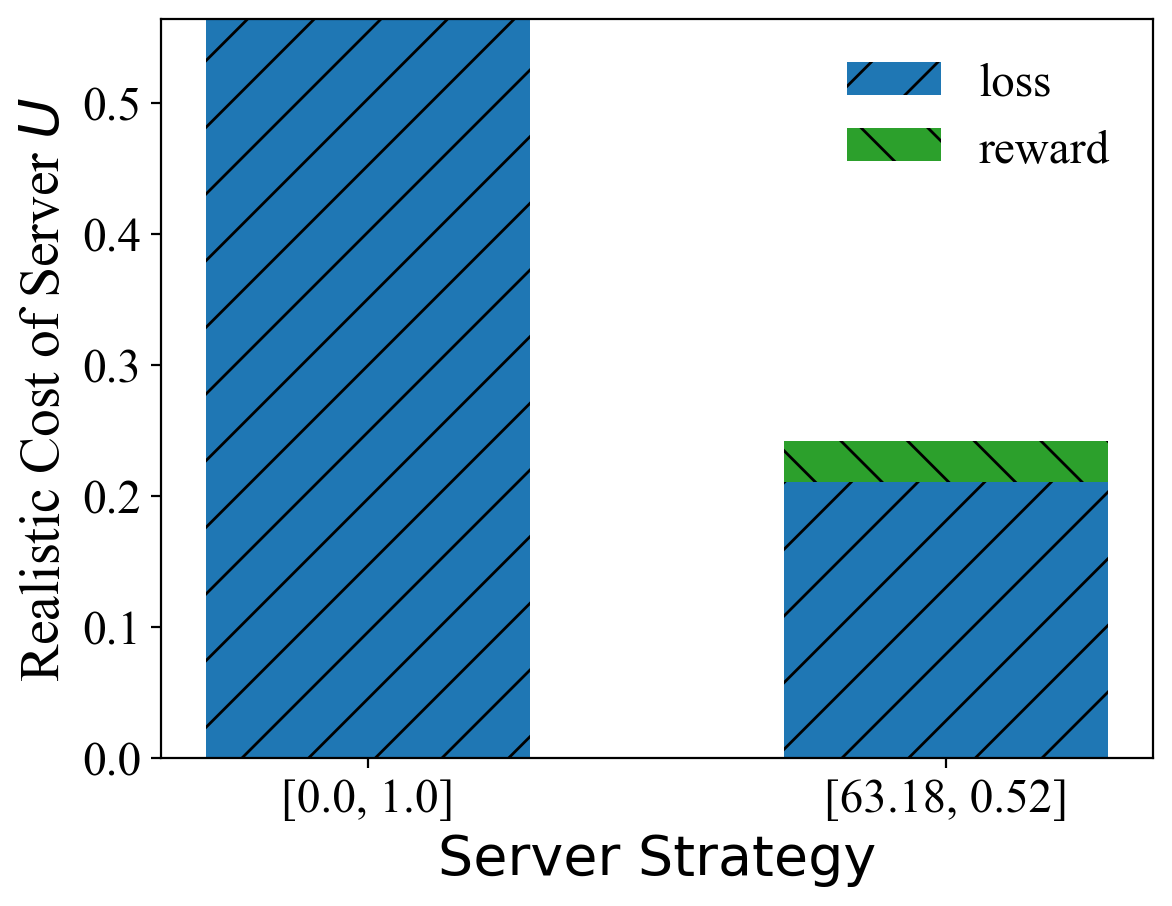 Realistic Cost of Server U
0.5
0.4
0.3
0.2
0.1
0.0
loss
reward
[0.0, 1.0]
[63.18, 0.52]
Server Strategy